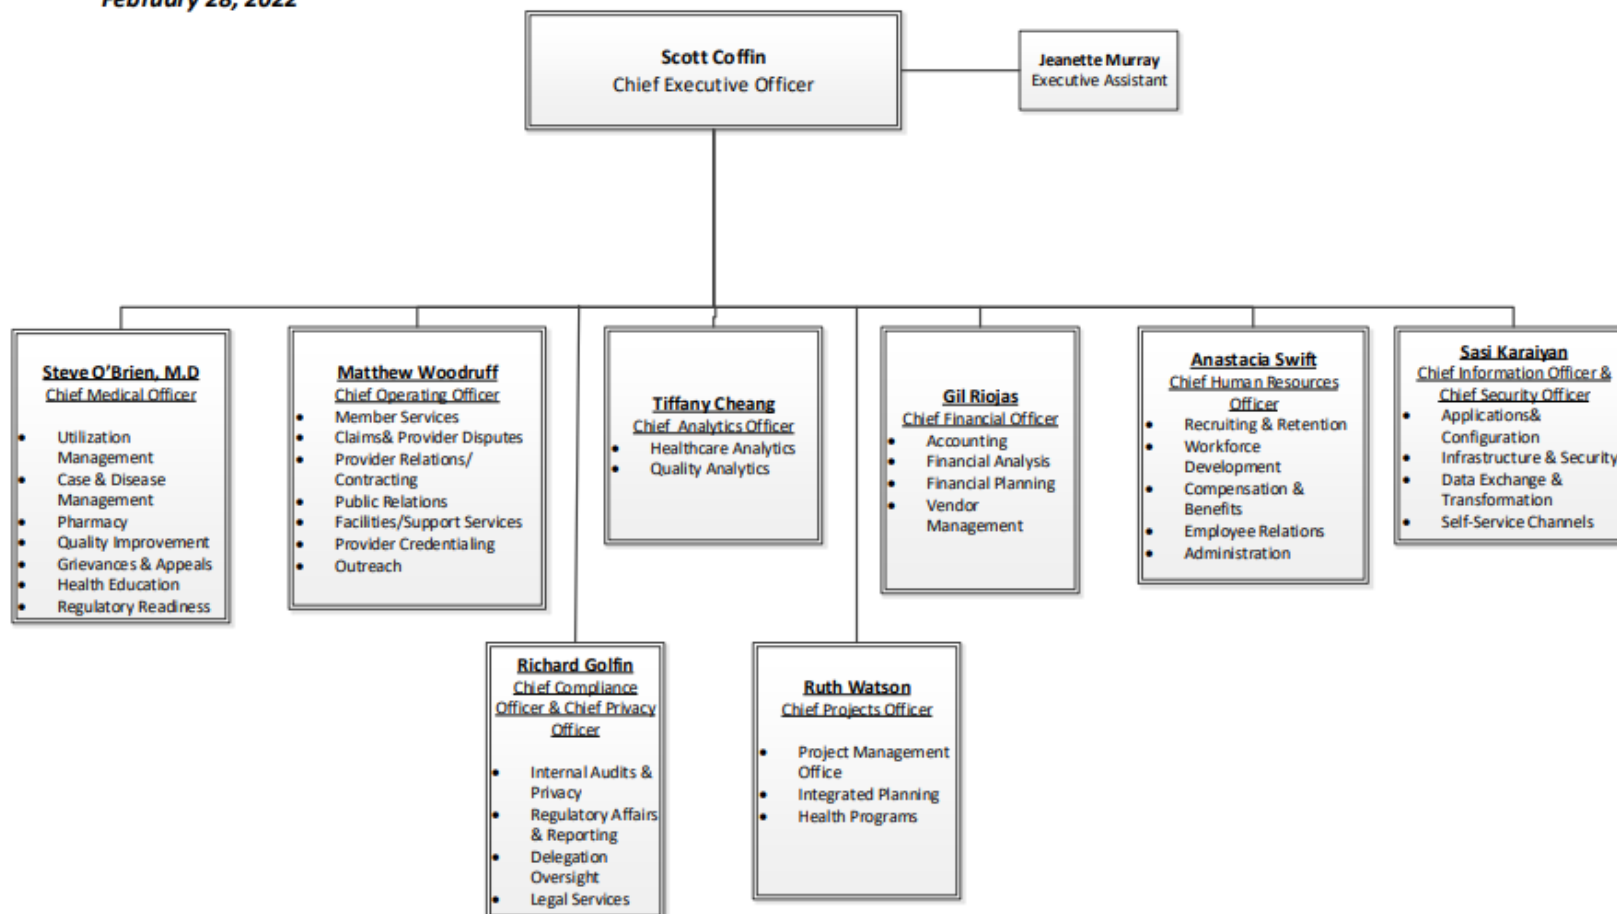 February 28, 2022
Scott Coffin
Chief Executive Officer
Jeanette Murray
Executive Assistant
Steve O'Brien, M.D
Chief Medical Officer
• Utilization
Management
• Case & Disease
Management
• Pharmacy
• Quality Improvement
• Grievances & Appeals
• Health Education
• Regulatory Readiness
Matthew Woodruff
Chief Operating Officer
• Member Services
• Claims& Provider Disputes
• Provider Relations/
Contracting
• Public Relations
• Facilities/Support Services
• Provider Credentialing
• Outreach
Tiffany Cheang
Chief Analytics Officer
• Healthcare Analytics
• Quality Analytics
Gil Riojas
Chief Financial Officer
• Accounting
• Financial Analysis
• Financial Planning
• Vendor
Management
Anastacia Swift
Chief Human Resources
Officer
• Recruiting & Retention
• Workforce
Development
• Compensation &
Benefits
• Employee Relations
• Administration
Sasi Karaiyan
Chief Information Officer &
Chief Security Officer
• Applications&
Configuration
• Infrastructure & Security
• Data Exchange &
Transformation
• Self-Service Channels
Richard Golfin
Chief Compliance
Officer & Chief Privacy
Officer
• Internal Audits &
Privacy
• Regulatory Affairs
& Reporting
• Delegation
Oversight
• Legal Services
Ruth Watson
Chief Projects Officer
• Project Management
Office
• Integrated Planning
• Health Programs